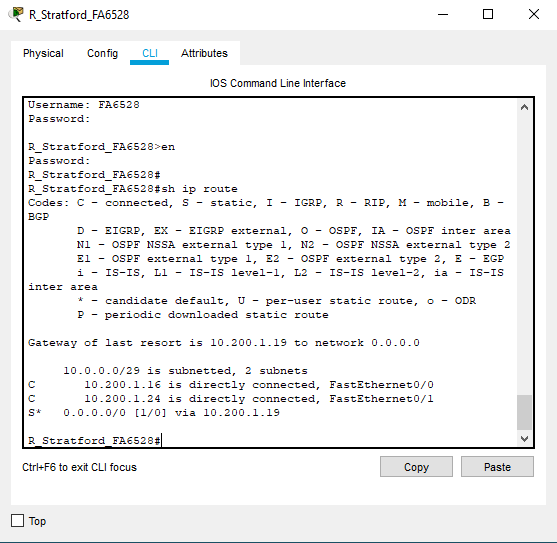 R_Stratford_FA6528
Physical Config CLI Attributes
IOS Command Line Interface
Username: FA6528
Password:
R_Stratford_FA6528>en
Password:
R_Stratford_FA6528#
R_Stratford_FA6528#sh ip route
Codes: C - connected, S - static, I - IGRP, R - RIP, M - mobile, B -
BGP
D - EIGRP, EX - EIGRP external, O - OSPF, IA - OSPF inter area
N1 - OSPF NSSA external type 1, N2 - OSPF NSSA external type 2
E1 - OSPF external type 1, E2 - OSPF external type 2, E - EGP
i - IS-IS, L1 - IS-IS level-1, L2 - IS-IS level-2, ia - IS-IS
inter area
* - candidate default, U - per-user static route, o - ODR
P - periodic downloaded static route
Gateway of last resort is 10.200.1.19 to network 0.0.0.0
10.0.0.0/29 is subnetted, 2 subnets
C 10.200.1.16 is directly connected, FastEthernet0/0
C 10.200.1.24 is directly connected, FastEthernet0/1
S* 0.0.0.0/0 [1/0] via 10.200.1.19
R_Stratford_FA6528#
Ctrl+F6 to exit CLI focus
Copy Paste
Top